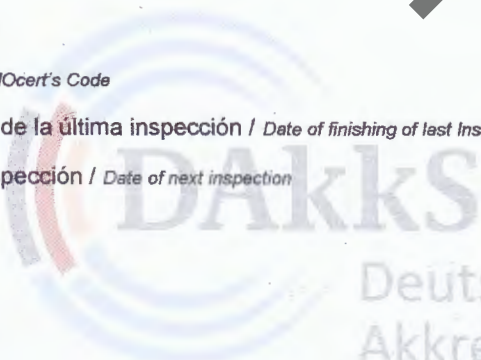 IOcert's Code
de la última inspección / Date of finishing of last Ins
pección / Date of next inspection
DAkkS
Deuts
Akkre